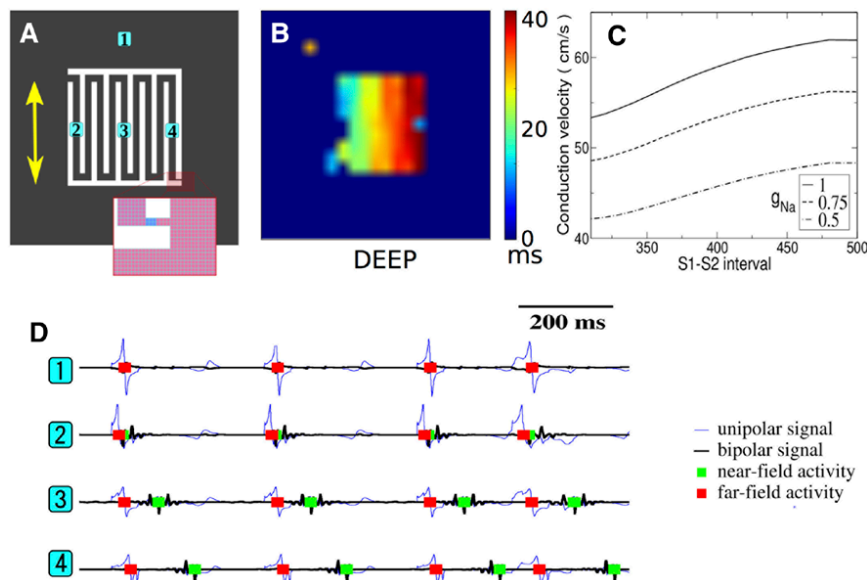 A
1
2
3
4
B
40
20
0
ms
DEEP
C
Conduction velocity ( cm/s )
60
50
40
350
400
450
500
S1-S2 interval
gNa
1
0.75
0.5
D
200 ms
1
2
3
4
unipolar signal
bipolar signal
near-field activity
far-field activity